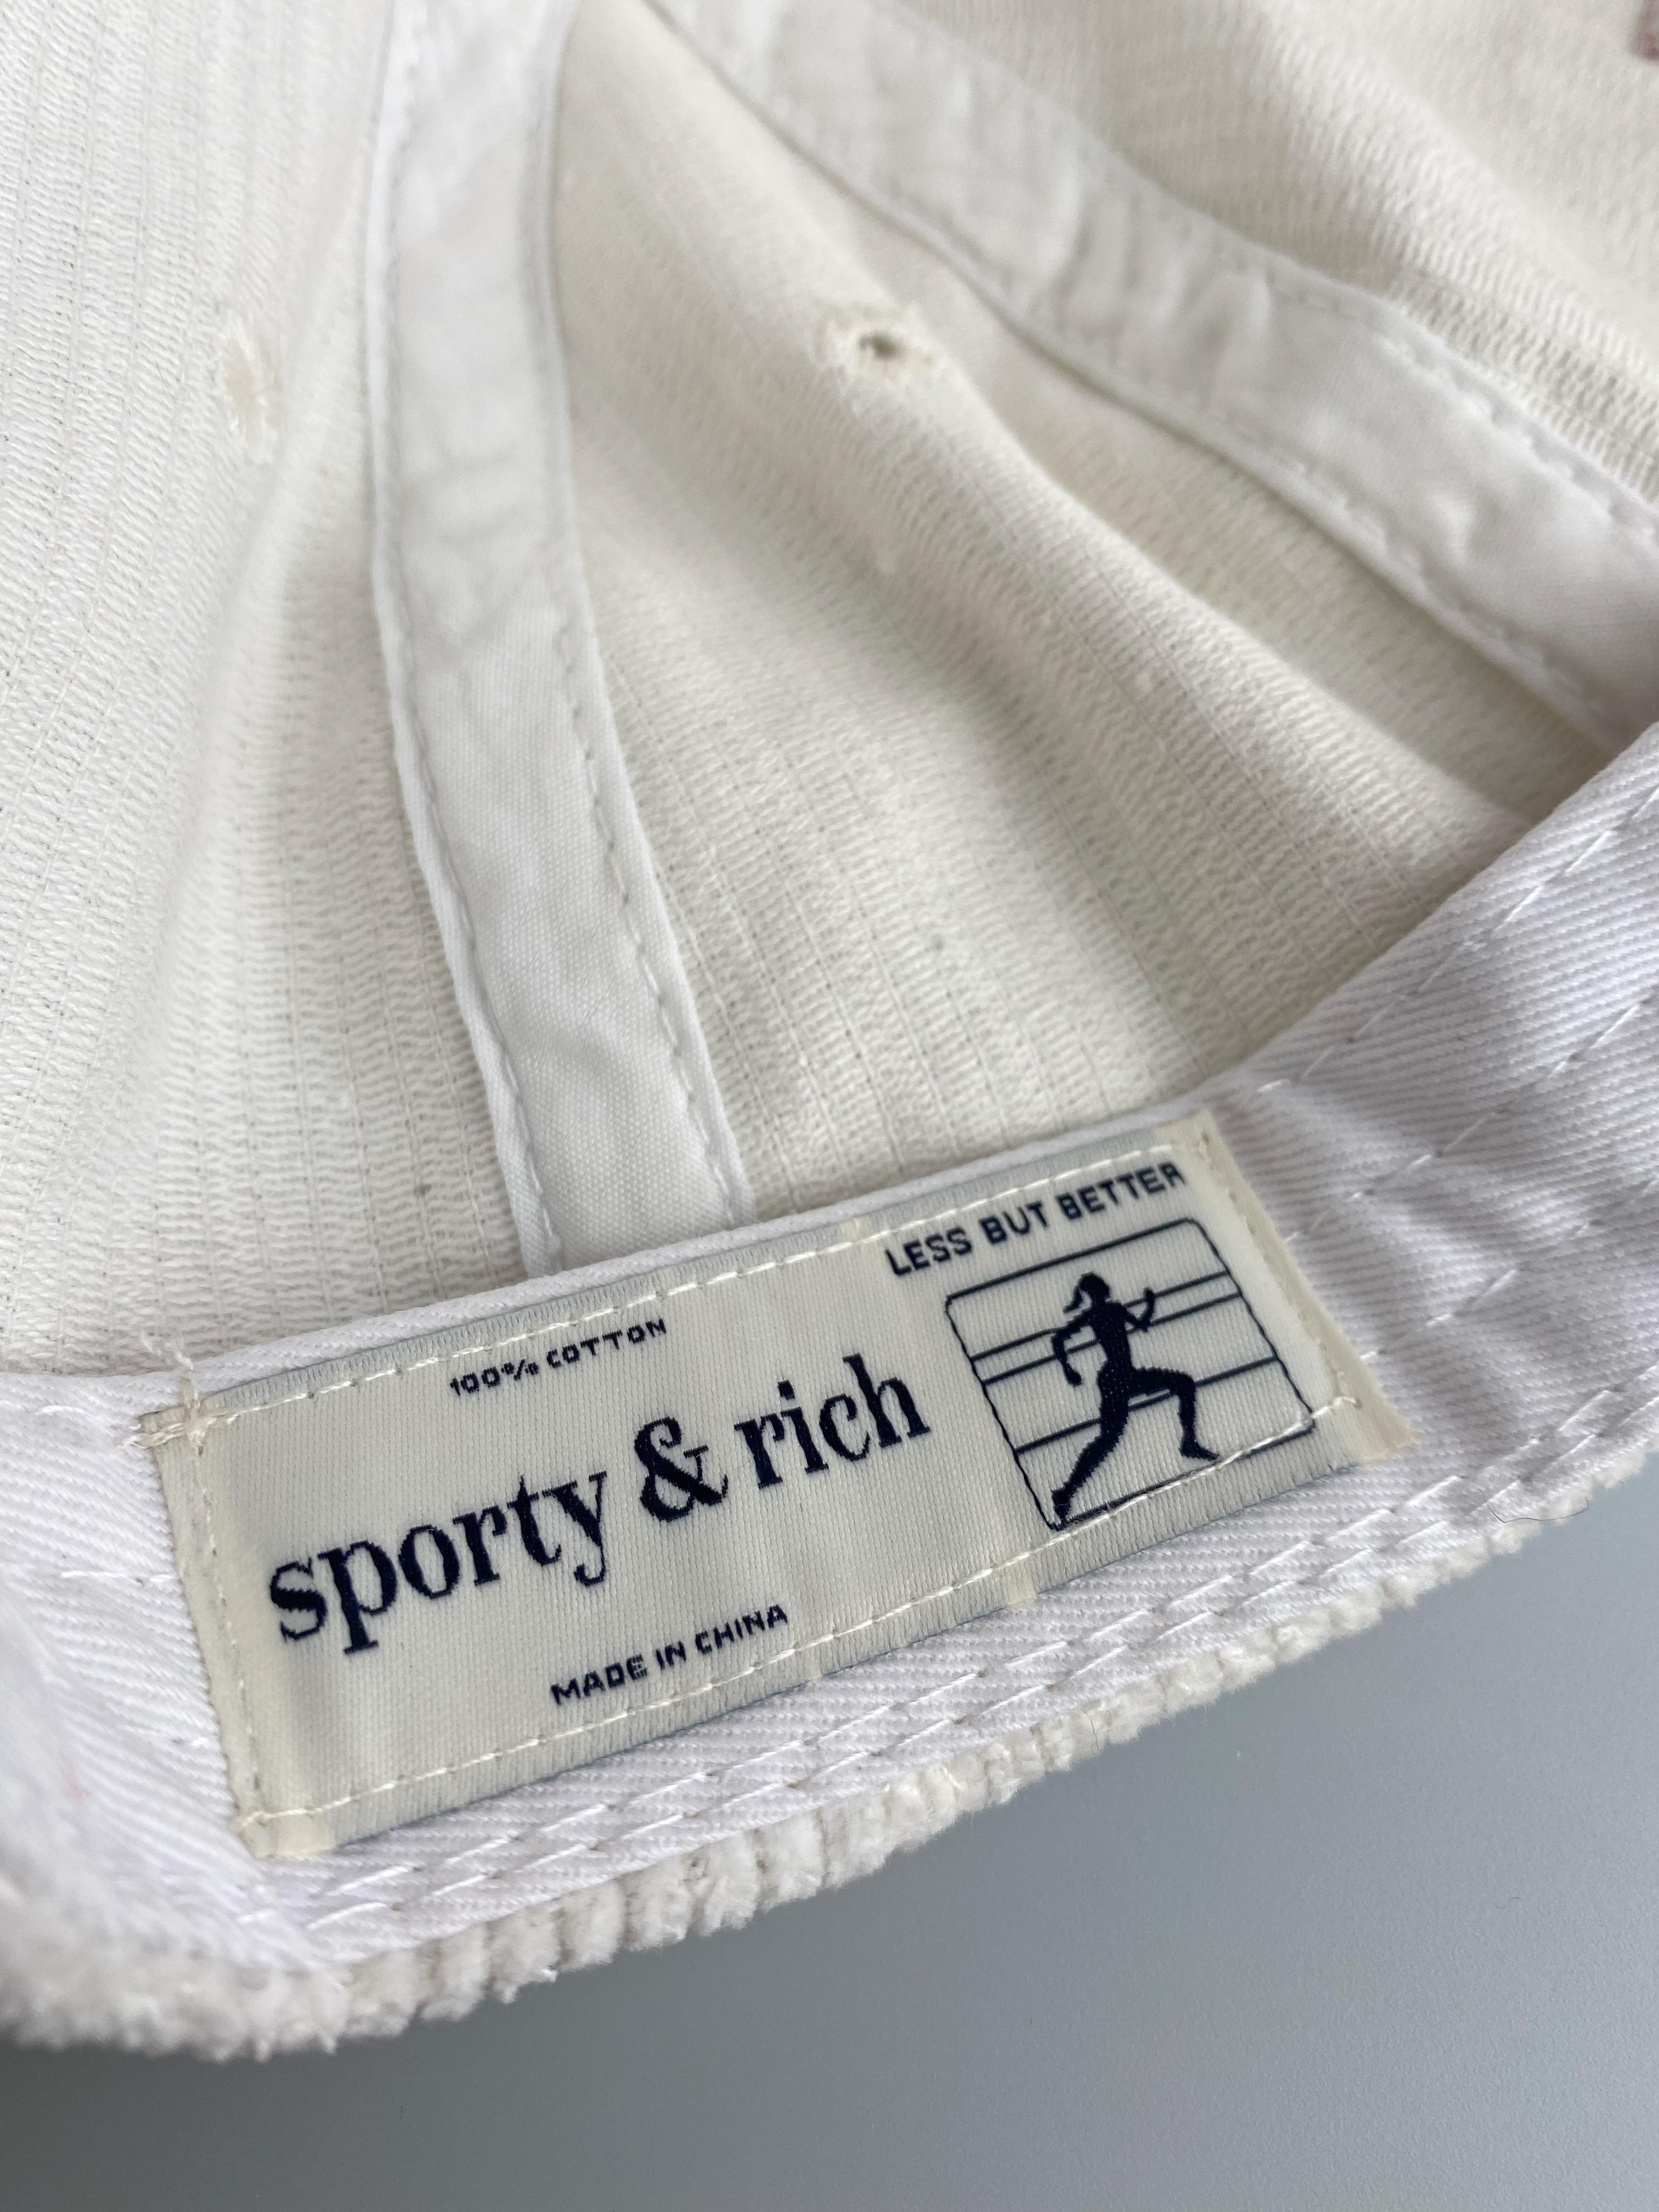 LESS BUT BETTER
100% COTTON
sporty & rich
MADE IN CHINA